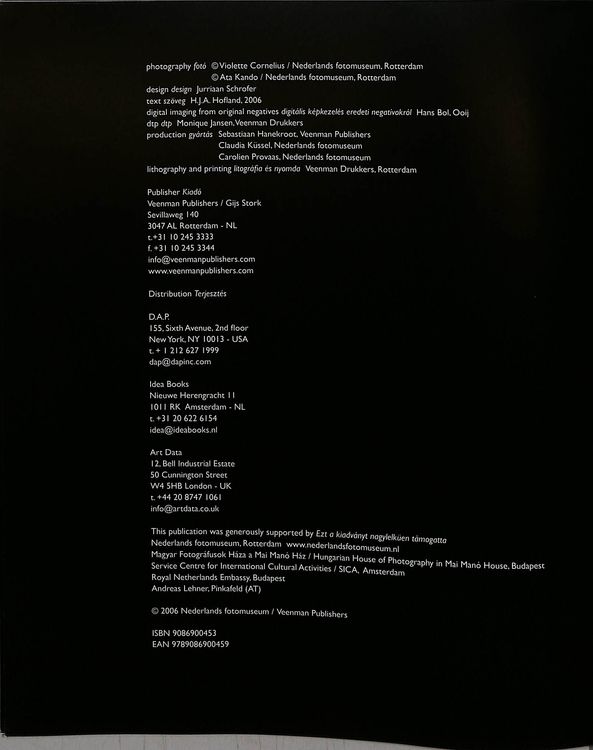 photography fotó ©Violette Cornelius / Nederlands fotomuseum, Rotterdam
©Ata Kando / Nederlands fotomuseum, Rotterdam
design design Jurriaan Schrofer
text szöveg H.J.A. Hofland, 2006
digital imaging from original negatives digitális képkezelés eredeti negatívokról Hans Bol, Ooij
dtp dtp Monique Jansen, Veenman Drukkers
production gyártás Sebastiaan Hanekroot, Veenman Publishers
Claudia Küssel, Nederlands fotomuseum
Carolien Provaas, Nederlands fotomuseum
lithography and printing litográfia és nyomda Veenman Drukkers, Rotterdam
Publisher Kiadó
Veenman Publishers / Gijs Stork
Sevillaweg 140
3047 AL Rotterdam - NL
t.+31 10 245 3333
f. +31 10 245 3344
info@veenmanpublishers.com
www.veenmanpublishers.com
Distribution Terjesztés
D.A.P.
155, Sixth Avenue, 2nd floor
New York, NY 10013 - USA
t. + 1 212 627 1999
dap@dapinc.com
Idea Books
Nieuwe Herengracht 11
1011 RK Amsterdam - NL
t. +31 20 622 6154
idea@ideabooks.nl
Art Data
12, Bell Industrial Estate
50 Cunnington Street
W4 5HB London - UK
t. +44 20 8747 1061
info@artdata.co.uk
This publication was generously supported by Ezt a kiadványt nagylelkűen támogatta
Nederlands fotomuseum, Rotterdam www.nederlandsfotomuseum.nl
Magyar Fotográfusok Háza a Mai Manó Ház / Hungarian House of Photography in Mai Manó House, Budapest
Service Centre for International Cultural Activities / SICA, Amsterdam
Royal Netherlands Embassy, Budapest
Andreas Lehner, Pinkafeld (AT)
© 2006 Nederlands fotomuseum / Veenman Publishers
ISBN 9086900453
EAN 9789086900459